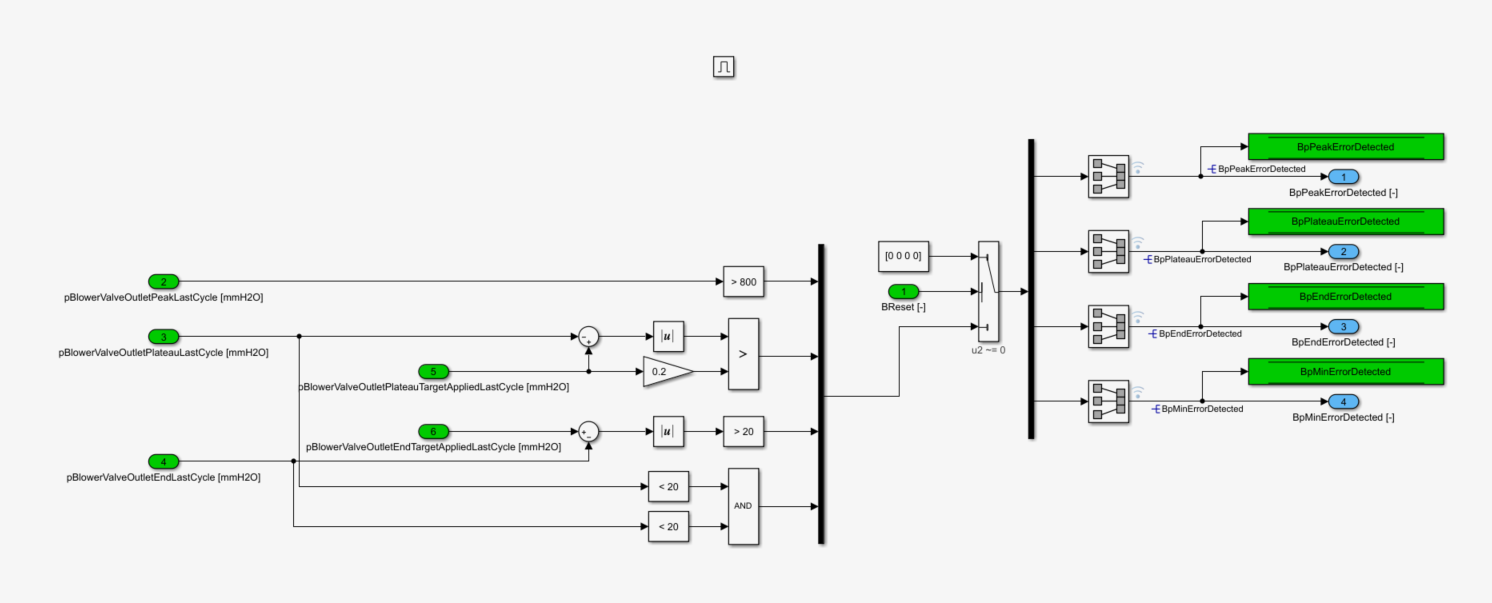 BpPeakErrorDetected
BpPeakErrorDetected
1
BpPeakErrorDetected [-]
BpPlateauErrorDetected
2
BpPlateauErrorDetected
BpPlateauErrorDetected [-]
[0 0 0 0]
1
BReset [-]
u2 ~= 0
BpEndErrorDetected
3
BpEndErrorDetected
BpEndErrorDetected [-]
BpMinErrorDetected
4
BpMinErrorDetected
BpMinErrorDetected [-]
2
> 800
pBlowerValveOutletPeakLastCycle [mmH2O]
3
- +
|u|
pBlowerValveOutletPlateauLastCycle [mmH2O]
>
5
0.2
pBlowerValveOutletPlateauTargetAppliedLastCycle [mmH2O]
6
+ -
|u|
> 20
pBlowerValveOutletEndTargetAppliedLastCycle [mmH2O]
4
pBlowerValveOutletEndLastCycle [mmH2O]
< 20
AND
< 20